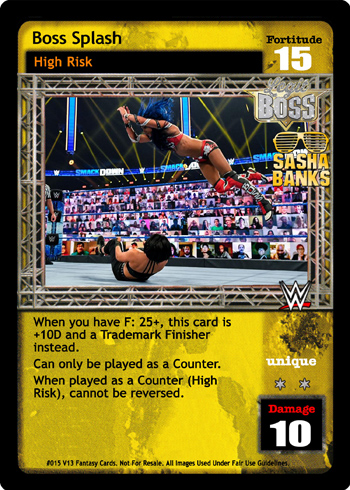 Boss Splash
Fortitude
15
High Risk
BOSS
SASHA
BANKS
SMACKDOWN
When you have F: 25+, this card is
+10D and a Trademark Finisher
instead.
Can only be played as a Counter.
When played as a Counter (High
Risk), cannot be reversed.
unique
Damage
10
#015 V13 Fantasy Cards. Not For Resale. All Images Used Under Fair Use Guidelines.